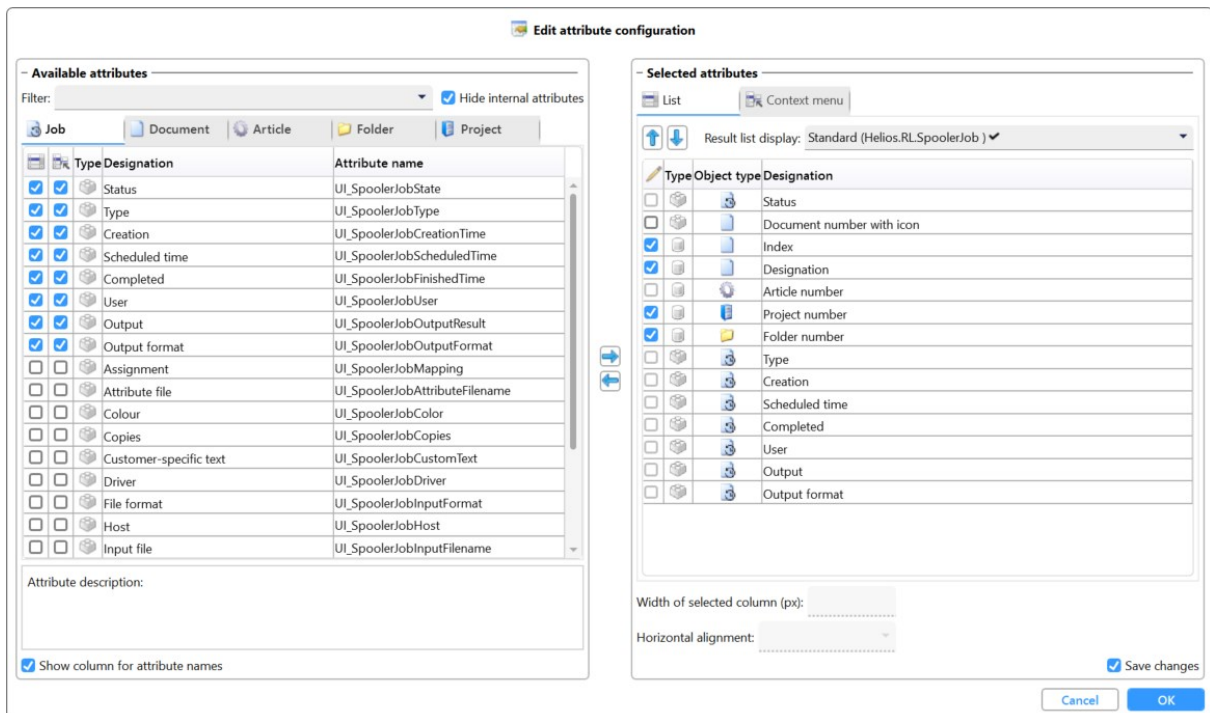 Edit attribute configuration
Available attributes
Filter:
Hide internal attributes
Job
Document
Article
Folder
Project
Type Designation Attribute name
Status UI_SpoolerJobState
Type UI_SpoolerJobType
Creation UI_SpoolerJobCreationTime
Scheduled time UI_SpoolerJobScheduledTime
Completed UI_SpoolerJobFinishedTime
User UI_SpoolerJobUser
Output UI_SpoolerJobOutputResult
Output format UI_SpoolerJobOutputFormat
Assignment UI_SpoolerJobMapping
Attribute file UI_SpoolerJobAttributeFilename
Colour UI_SpoolerJobColor
Copies UI_SpoolerJobCopies
Customer-specific text UI_SpoolerJobCustomText
Driver UI_SpoolerJobDriver
File format UI_SpoolerJobInputFormat
Host UI_SpoolerJobHost
Input file UI_SpoolerJobInputFilename
Attribute description:
Show column for attribute names
Selected attributes
List
Context menu
Result list display: Standard (Helios.RL.SpoolerJob ) ✔
Type Object type Designation
Status
Document number with icon
Index
Designation
Article number
Project number
Folder number
Type
Creation
Scheduled time
Completed
User
Output
Output format
Width of selected column (px):
Horizontal alignment:
Save changes
Cancel
OK